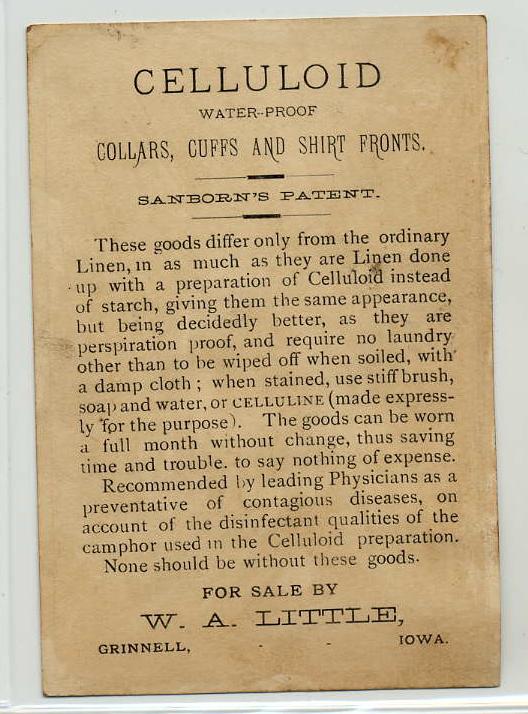 CELLULOID
WATER-PROOF
COLLARS, CUFFS AND SHIRT FRONTS.
SANBORN'S PATENT.
These goods differ only from the ordinary
Linen, in as much as they are Linen done
up with a preparation of Celluloid instead
of starch, giving them the same appearance,
but being decidedly better, as they are
perspiration proof, and require no laundry
other than to be wiped off when soiled, with
a damp cloth; when stained, use stiff brush,
soap and water, or CELLULINE (made express-
ly for the purpose). The goods can be worn
a full month without change, thus saving
time and trouble. to say nothing of expense.
Recommended by leading Physicians as a
preventative of contagious diseases, on
account of the disinfectant qualities of the
camphor used in the Celluloid preparation.
None should be without these goods.
FOR SALE BY
W. A. LITTLE,
GRINNELL, - - IOWA.